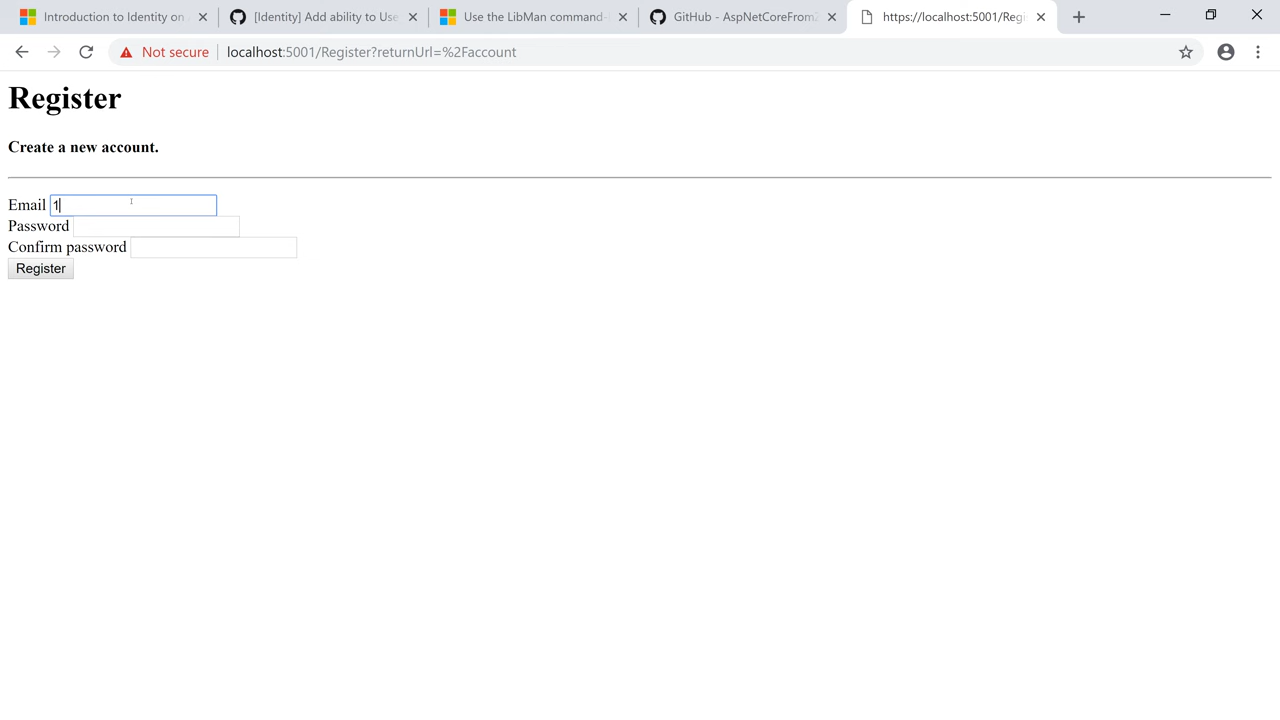 Introduction to Identity on
[Identity] Add ability to Use
Use the LibMan command-
GitHub - AspNetCoreFrom
https://localhost:5001/Regi
Not secure
localhost:5001/Register?returnUrl=%2Faccount
Register
Create a new account.
Email 1
Password
Confirm password
Register